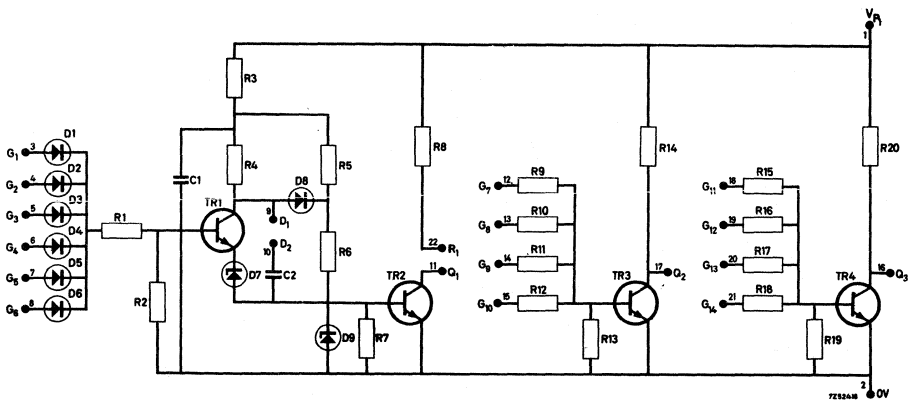 VP1
1
R3
D1
G1 3
D2
G2 4
D3
G3 5
D4
G4 6
D5
G5 7
D6
G6 8
R1
R2
C1
R4
R5
D8
TR1
9 D1
10 D2
D7
C2
R6
D9
R7
R8
22 R1
11 Q1
TR2
G7 12 R9
G8 13 R10
G9 14 R11
G10 15 R12
R13
R14
TR3
17 Q2
G11 18 R15
G12 19 R16
G13 20 R17
G14 21 R18
R19
R20
TR4
16 Q3
2
0V
7Z52418